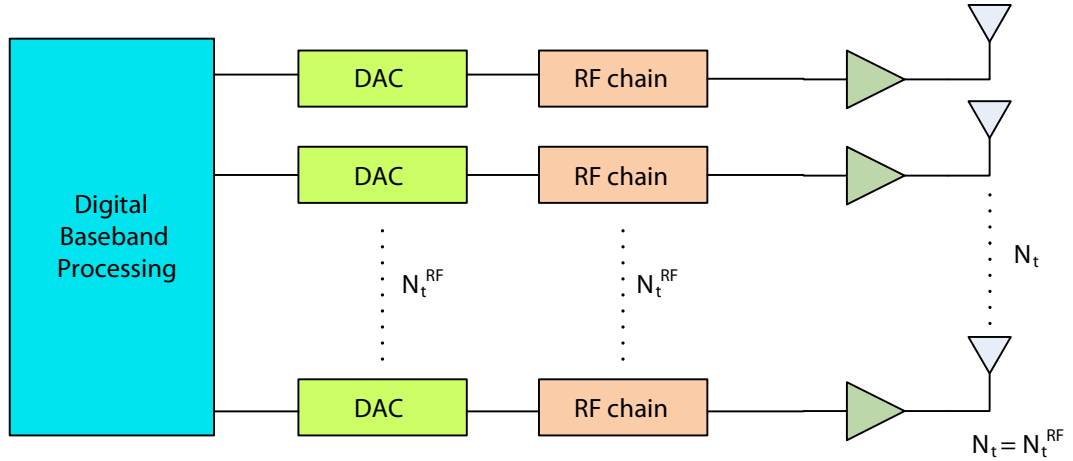 DAC
RF chain
DAC
RF chain
Digital
Baseband
Processing
N_t^RF
N_t^RF
N_t
DAC
RF chain
N_t = N_t^RF